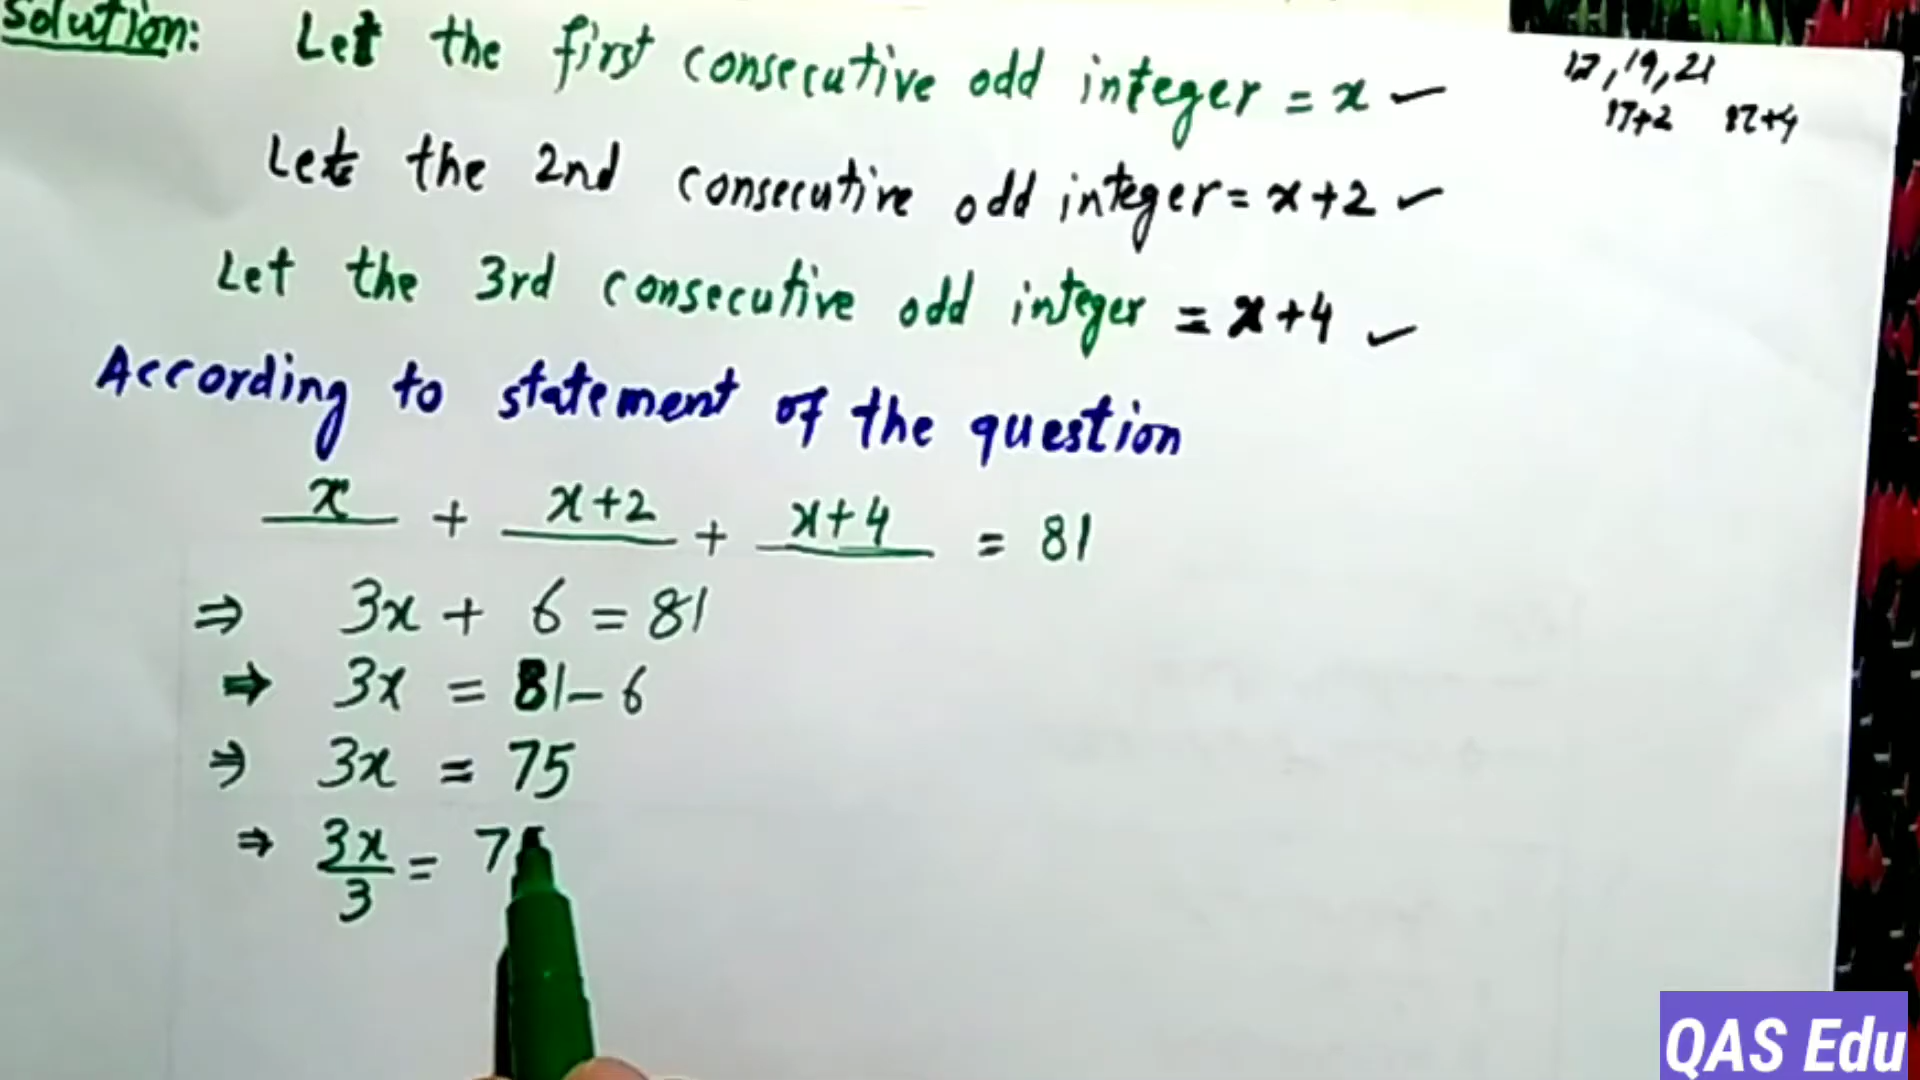 Solution: Let the first consecutive odd integer = x
17, 19, 21
17+2 17+4
Let the 2nd consecutive odd integer = x+2
Let the 3rd consecutive odd integer = x+4
According to statement of the question
x + x+2 + x+4 = 81
⇒ 3x + 6 = 81
⇒ 3x = 81 - 6
⇒ 3x = 75
⇒ 3x/3 = 7
QAS Edu